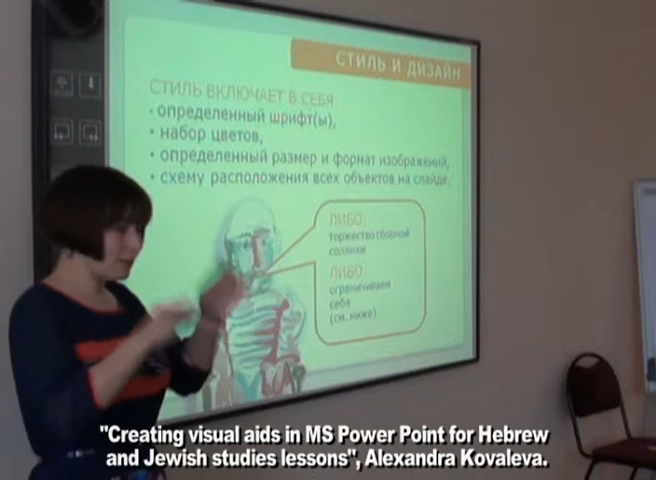 СТИЛЬ И ДИЗАЙН
СТИЛЬ ВКЛЮЧАЕТ В СЕБЯ:
• определенный шрифт(ы),
• набор цветов,
• определенный размер и формат изображений,
• схему расположения всех объектов на слайде.
ЛИБО:
торжество сборной
солянки
ЛИБО:
ограничиваем
себя
(см. ниже)
"Creating visual aids in MS Power Point for Hebrew
and Jewish studies lessons", Alexandra Kovaleva.